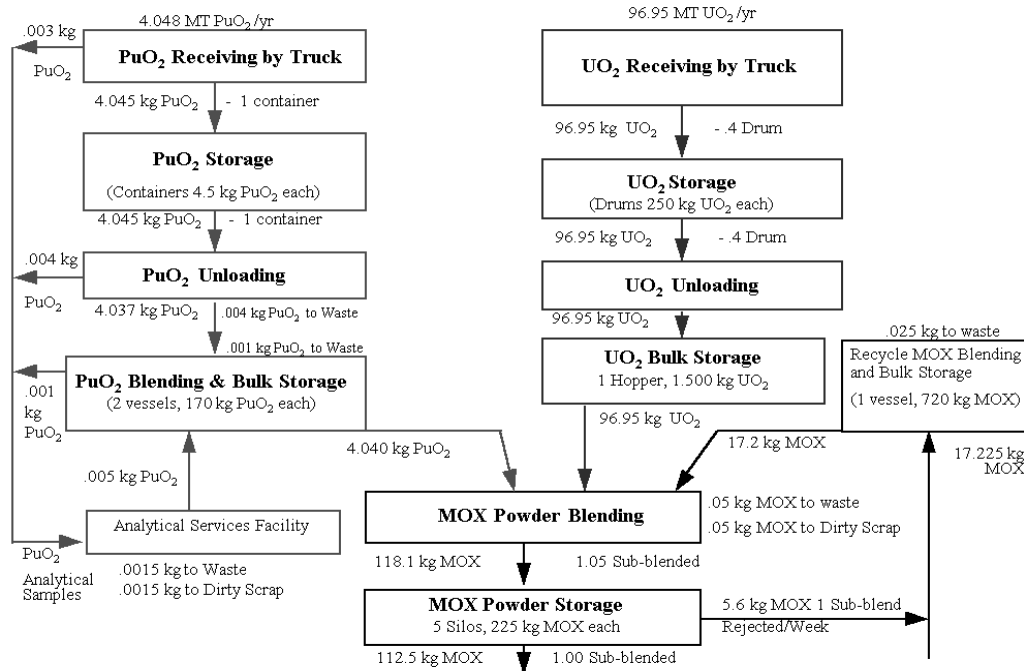 4.048 MT PuO₂/yr
.003 kg
PuO₂
PuO₂ Receiving by Truck
4.045 kg PuO₂ - 1 container
PuO₂ Storage
(Containers 4.5 kg PuO₂ each)
4.045 kg PuO₂ - 1 container
.004 kg
PuO₂
PuO₂ Unloading
4.037 kg PuO₂ .004 kg PuO₂ to Waste
.001 kg PuO₂ to Waste
PuO₂ Blending & Bulk Storage
(2 vessels, 170 kg PuO₂ each)
.001
kg
PuO₂
4.040 kg PuO₂
.005 kg PuO₂
Analytical Services Facility
PuO₂
Analytical
Samples
.0015 kg to Waste
.0015 kg to Dirty Scrap
96.95 MT UO₂/yr
UO₂ Receiving by Truck
96.95 kg UO₂ - .4 Drum
UO₂ Storage
(Drums 250 kg UO₂ each)
96.95 kg UO₂ - .4 Drum
UO₂ Unloading
96.95 kg UO₂
UO₂ Bulk Storage
1 Hopper, 1.500 kg UO₂
96.95 kg UO₂
.025 kg to waste
Recycle MOX Blending
and Bulk Storage
(1 vessel, 720 kg MOX)
17.2 kg MOX
17.225 kg
MOX
MOX Powder Blending
.05 kg MOX to waste
.05 kg MOX to Dirty Scrap
118.1 kg MOX 1.05 Sub-blended
MOX Powder Storage
5 Silos, 225 kg MOX each
5.6 kg MOX 1 Sub-blend
Rejected/Week
112.5 kg MOX 1.00 Sub-blended